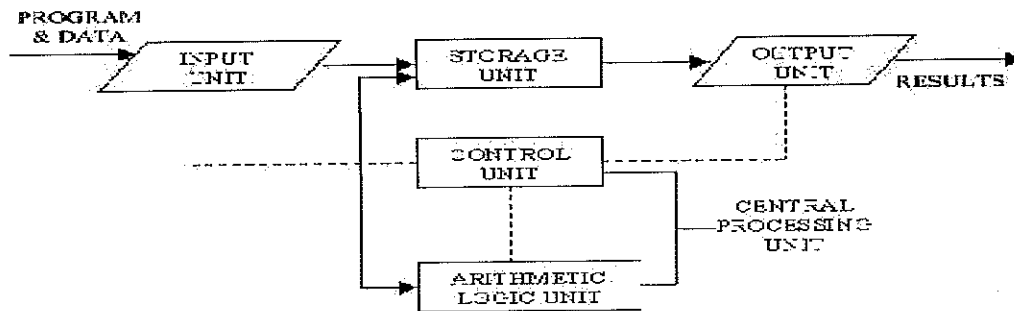 PROGRAM
& DATA
INPUT
UNIT
STORAGE
UNIT
OUTPUT
UNIT
RESULTS
CONTROL
UNIT
CENTRAL
PROCESSING
UNIT
ARITHMETIC
LOGIC UNIT